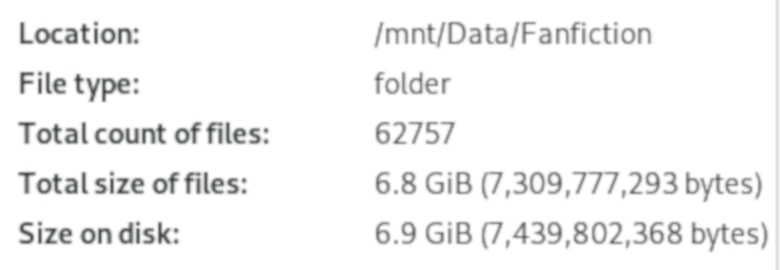 Location: /mnt/Data/Fanfiction
File type: folder
Total count of files: 62757
Total size of files: 6.8 GiB (7,309,777,293 bytes)
Size on disk: 6.9 GiB (7,439,802,368 bytes)